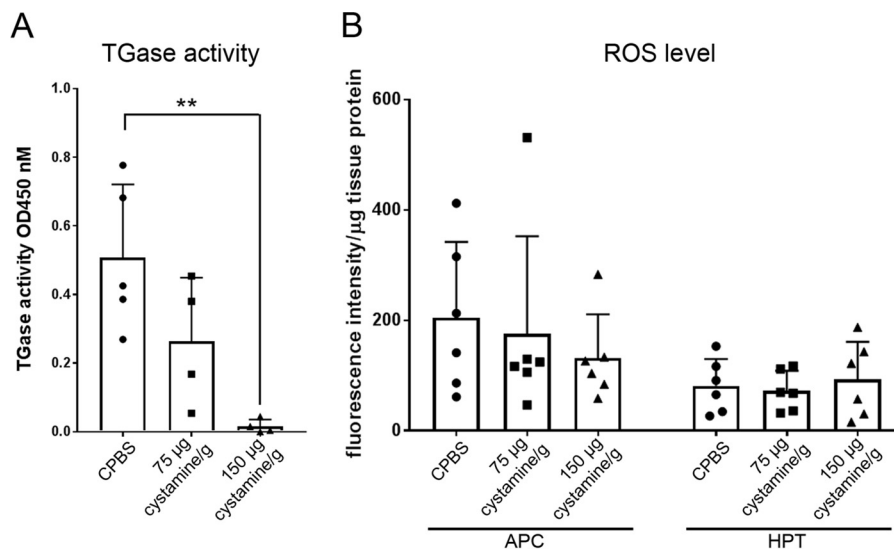 A
TGase activity
TGase activity OD450 nM
1.0
0.8
0.6
0.4
0.2
0.0
**
CPBS
75 µg
cystamine/g
150 µg
cystamine/g
B
ROS level
fluorescence intensity/µg tissue protein
600
400
200
0
CPBS
75 µg
cystamine/g
150 µg
cystamine/g
CPBS
75 µg
cystamine/g
150 µg
cystamine/g
APC
HPT